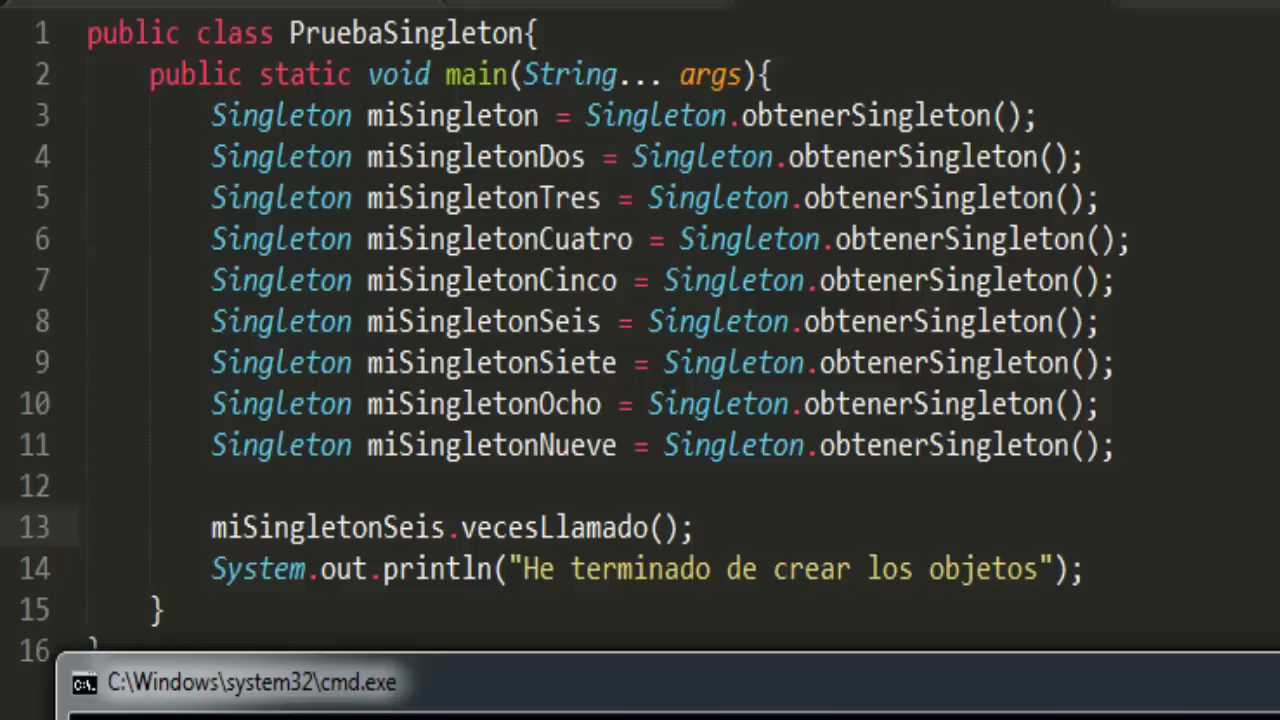 1 public class PruebaSingleton{
2 public static void main(String... args){
3 Singleton miSingleton = Singleton.obtenerSingleton();
4 Singleton miSingletonDos = Singleton.obtenerSingleton();
5 Singleton miSingletonTres = Singleton.obtenerSingleton();
6 Singleton miSingletonCuatro = Singleton.obtenerSingleton();
7 Singleton miSingletonCinco = Singleton.obtenerSingleton();
8 Singleton miSingletonSeis = Singleton.obtenerSingleton();
9 Singleton miSingletonSiete = Singleton.obtenerSingleton();
10 Singleton miSingletonOcho = Singleton.obtenerSingleton();
11 Singleton miSingletonNueve = Singleton.obtenerSingleton();
12
13 miSingletonSeis.vecesLlamado();
14 System.out.println("He terminado de crear los objetos");
15 }
16 }
C:\Windows\system32\cmd.exe